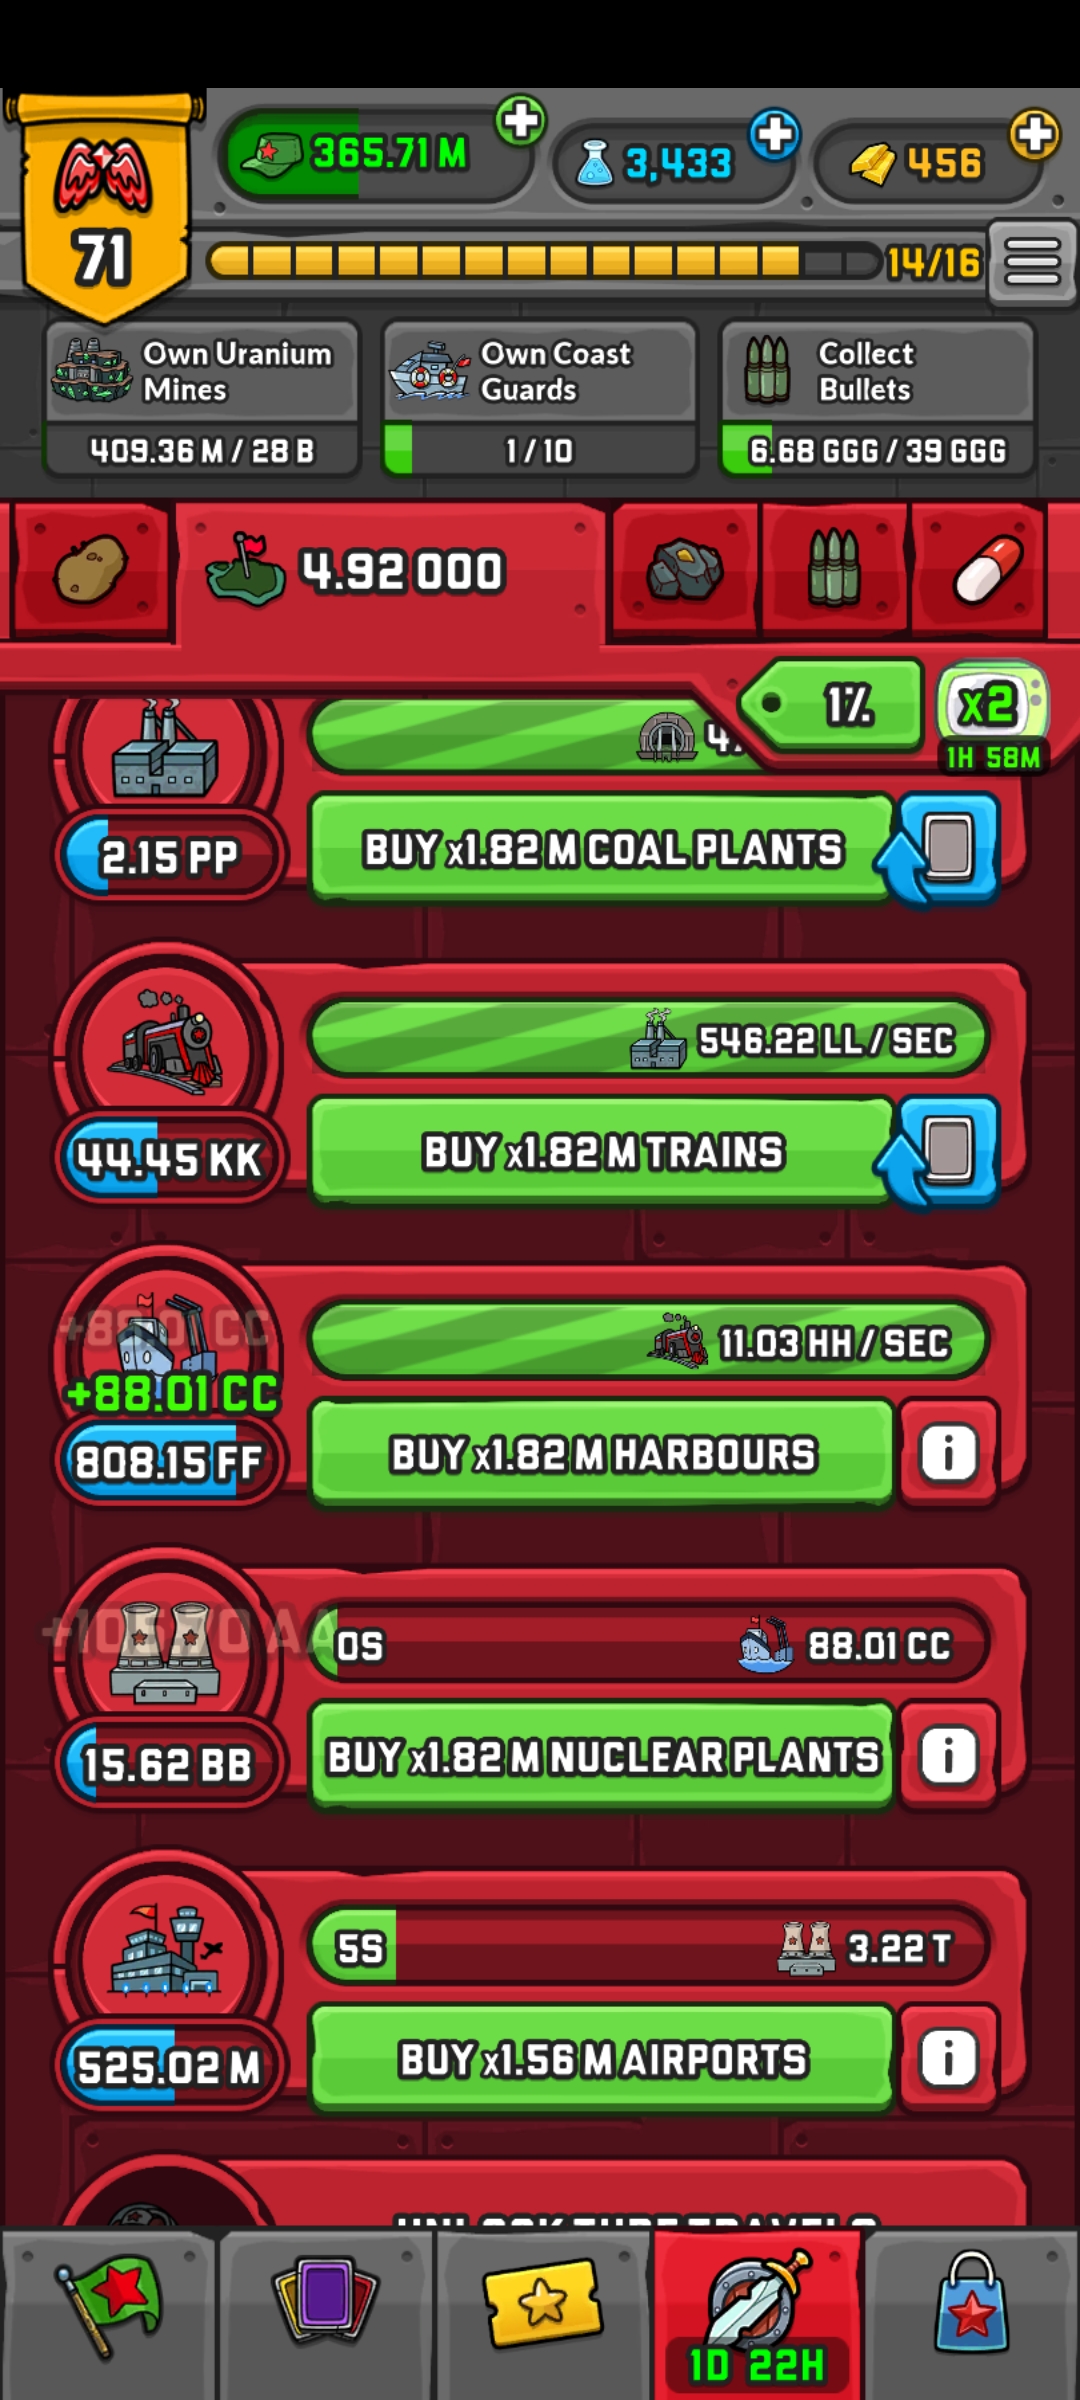 365.71 M
3,433
456
71
14/16
Own Uranium
Mines
409.36 M / 28 B
Own Coast
Guards
1 / 10
Collect
Bullets
6.68 GGG / 39 GGG
4.92 OOO
1%
x2
1H 58M
2.15 PP
BUY x1.82 M COAL PLANTS
546.22 LL / SEC
44.45 KK
BUY x1.82 M TRAINS
+88.01 CC
11.03 HH / SEC
+88.01 CC
808.15 FF
BUY x1.82 M HARBOURS
+105.70 AA
0S
88.01 CC
15.62 BB
BUY x1.82 M NUCLEAR PLANTS
5S
3.22 T
525.02 M
BUY x1.56 M AIRPORTS
1D 22H